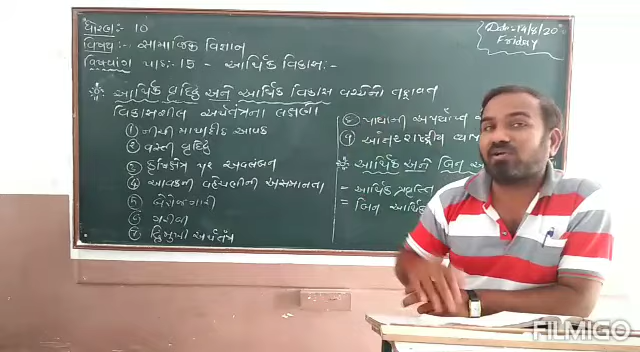 ધોરણ :- 10
વિષય :- સામાજિક વિજ્ઞાન
વિષયાંગ પાઠ : 15 - આર્થિક વિકાસ :-
આર્થિક વૃદ્ધિ અને આર્થિક વિકાસ વચ્ચેનો તફાવત
વિકાસશીલ અર્થતંત્રના લક્ષણો
① નીચી માથાદીઠ આવક
② વસ્તી વૃદ્ધિ
③ કૃષિક્ષેત્ર પર અવલંબન
④ આવકની વહેંચણીની અસમાનતા
⑤ બેરોજગારી
⑥ ગરીબી
⑦ દ્વિમુખી અર્થતંત્ર
⑧ પાયાની અપર્યાપ્ત
⑨ આંતરરાષ્ટ્રીય
આર્થિક અને બિન
- આર્થિક પ્રવૃત્તિ
= બિન આર્થિક
Date:- 14/8/20
Friday
FILMIGO